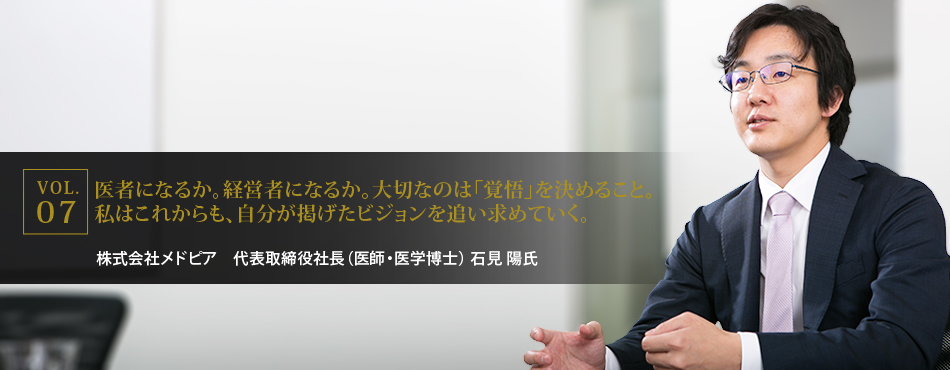 VOL.
07
医者になるか。経営者になるか。大切なのは「覚悟」を決めること。
私はこれからも、自分が掲げたビジョンを追い求めていく。
株式会社メドピア　代表取締役社長（医師・医学博士） 石見 陽氏